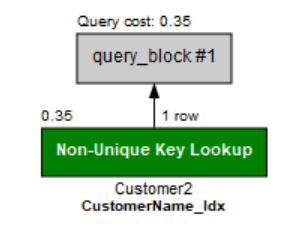 Query cost: 0.35
query_block #1
0.35
1 row
Non-Unique Key Lookup
Customer2
CustomerName_Idx